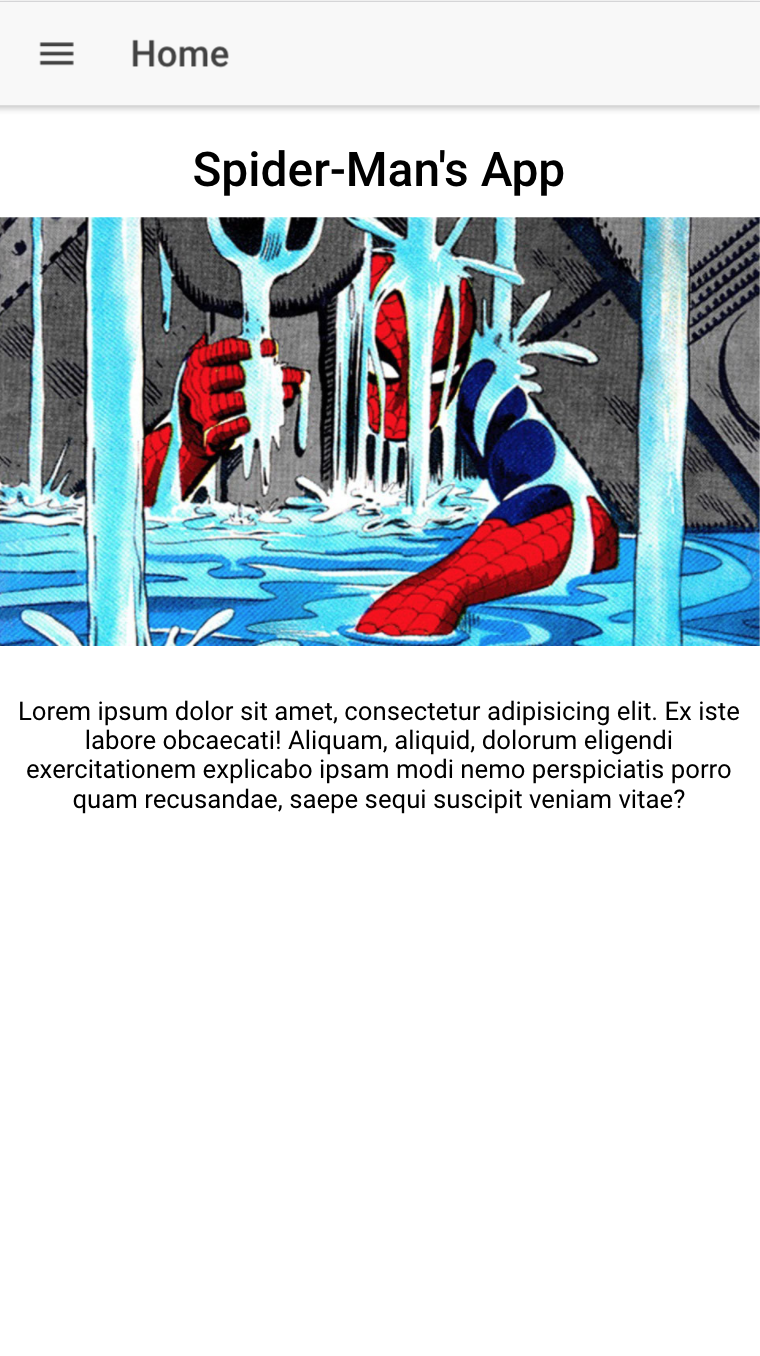 Home
Spider-Man's App
Lorem ipsum dolor sit amet, consectetur adipisicing elit. Ex iste
labore obcaecati! Aliquam, aliquid, dolorum eligendi
exercitationem explicabo ipsam modi nemo perspiciatis porro
quam recusandae, saepe sequi suscipit veniam vitae?